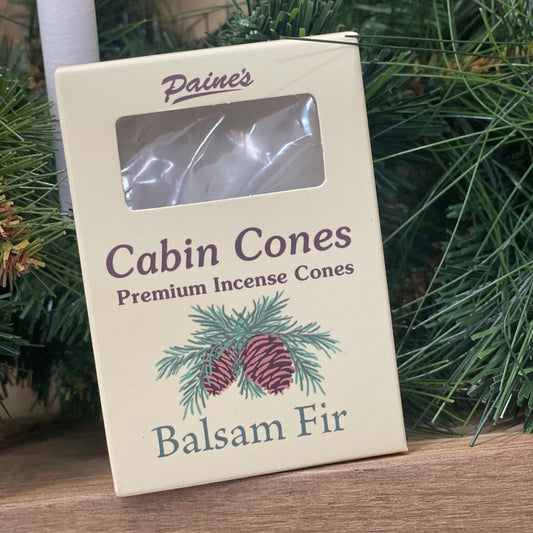 Paine's
Cabin Cones
Premium Incense Cones
Balsam Fir